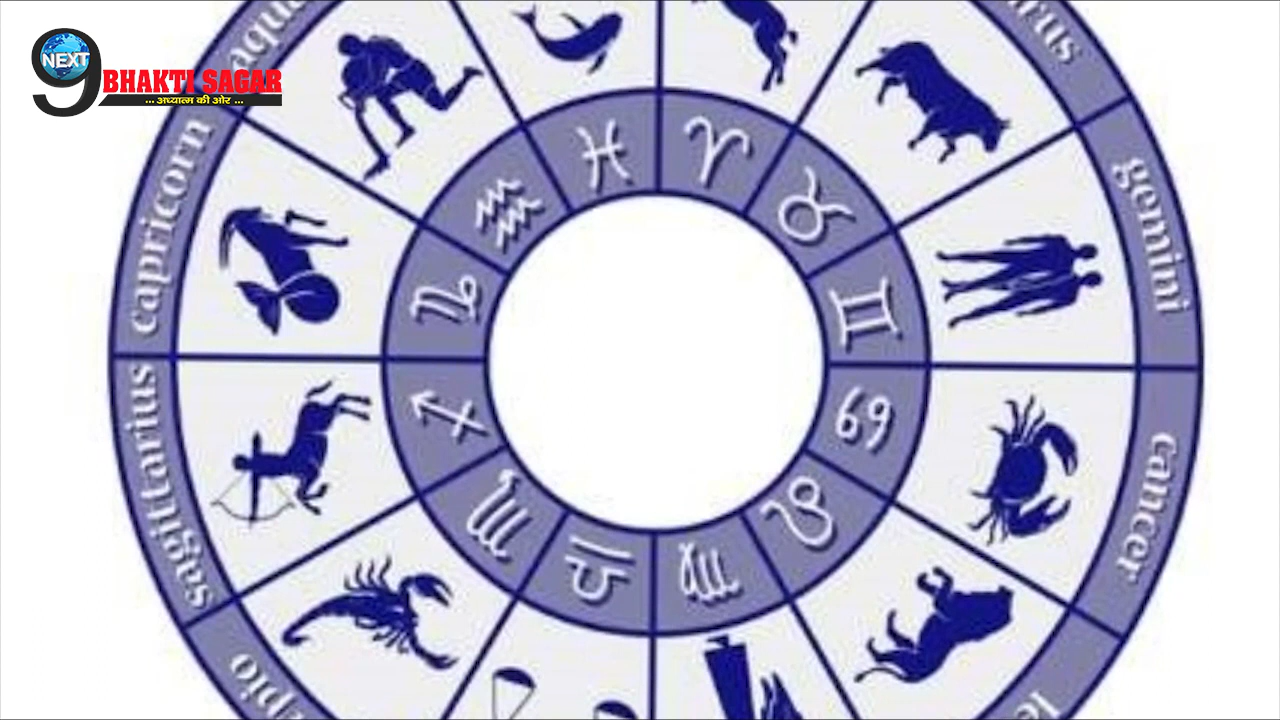 9
NEXT
BHAKTI SAGAR
... अध्यात्म की ओर ...
capricorn
gemini
sagittarius
cancer